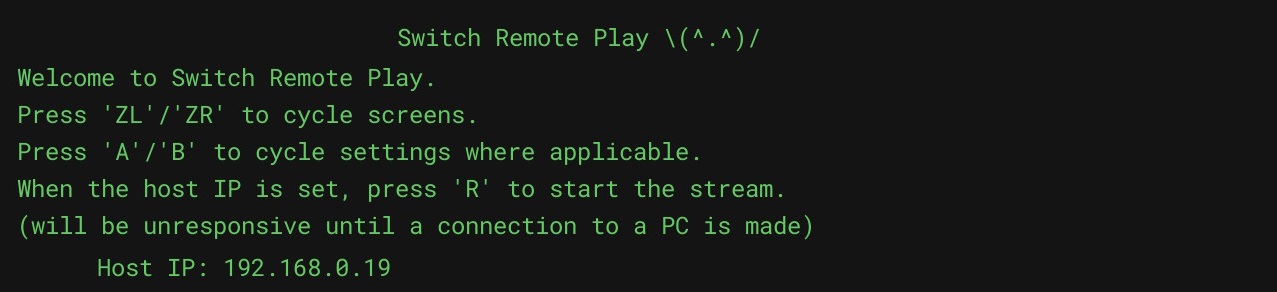 Switch Remote Play \(^.^)/
Welcome to Switch Remote Play.
Press 'ZL'/'ZR' to cycle screens.
Press 'A'/'B' to cycle settings where applicable.
When the host IP is set, press 'R' to start the stream.
(will be unresponsive until a connection to a PC is made)
Host IP: 192.168.0.19